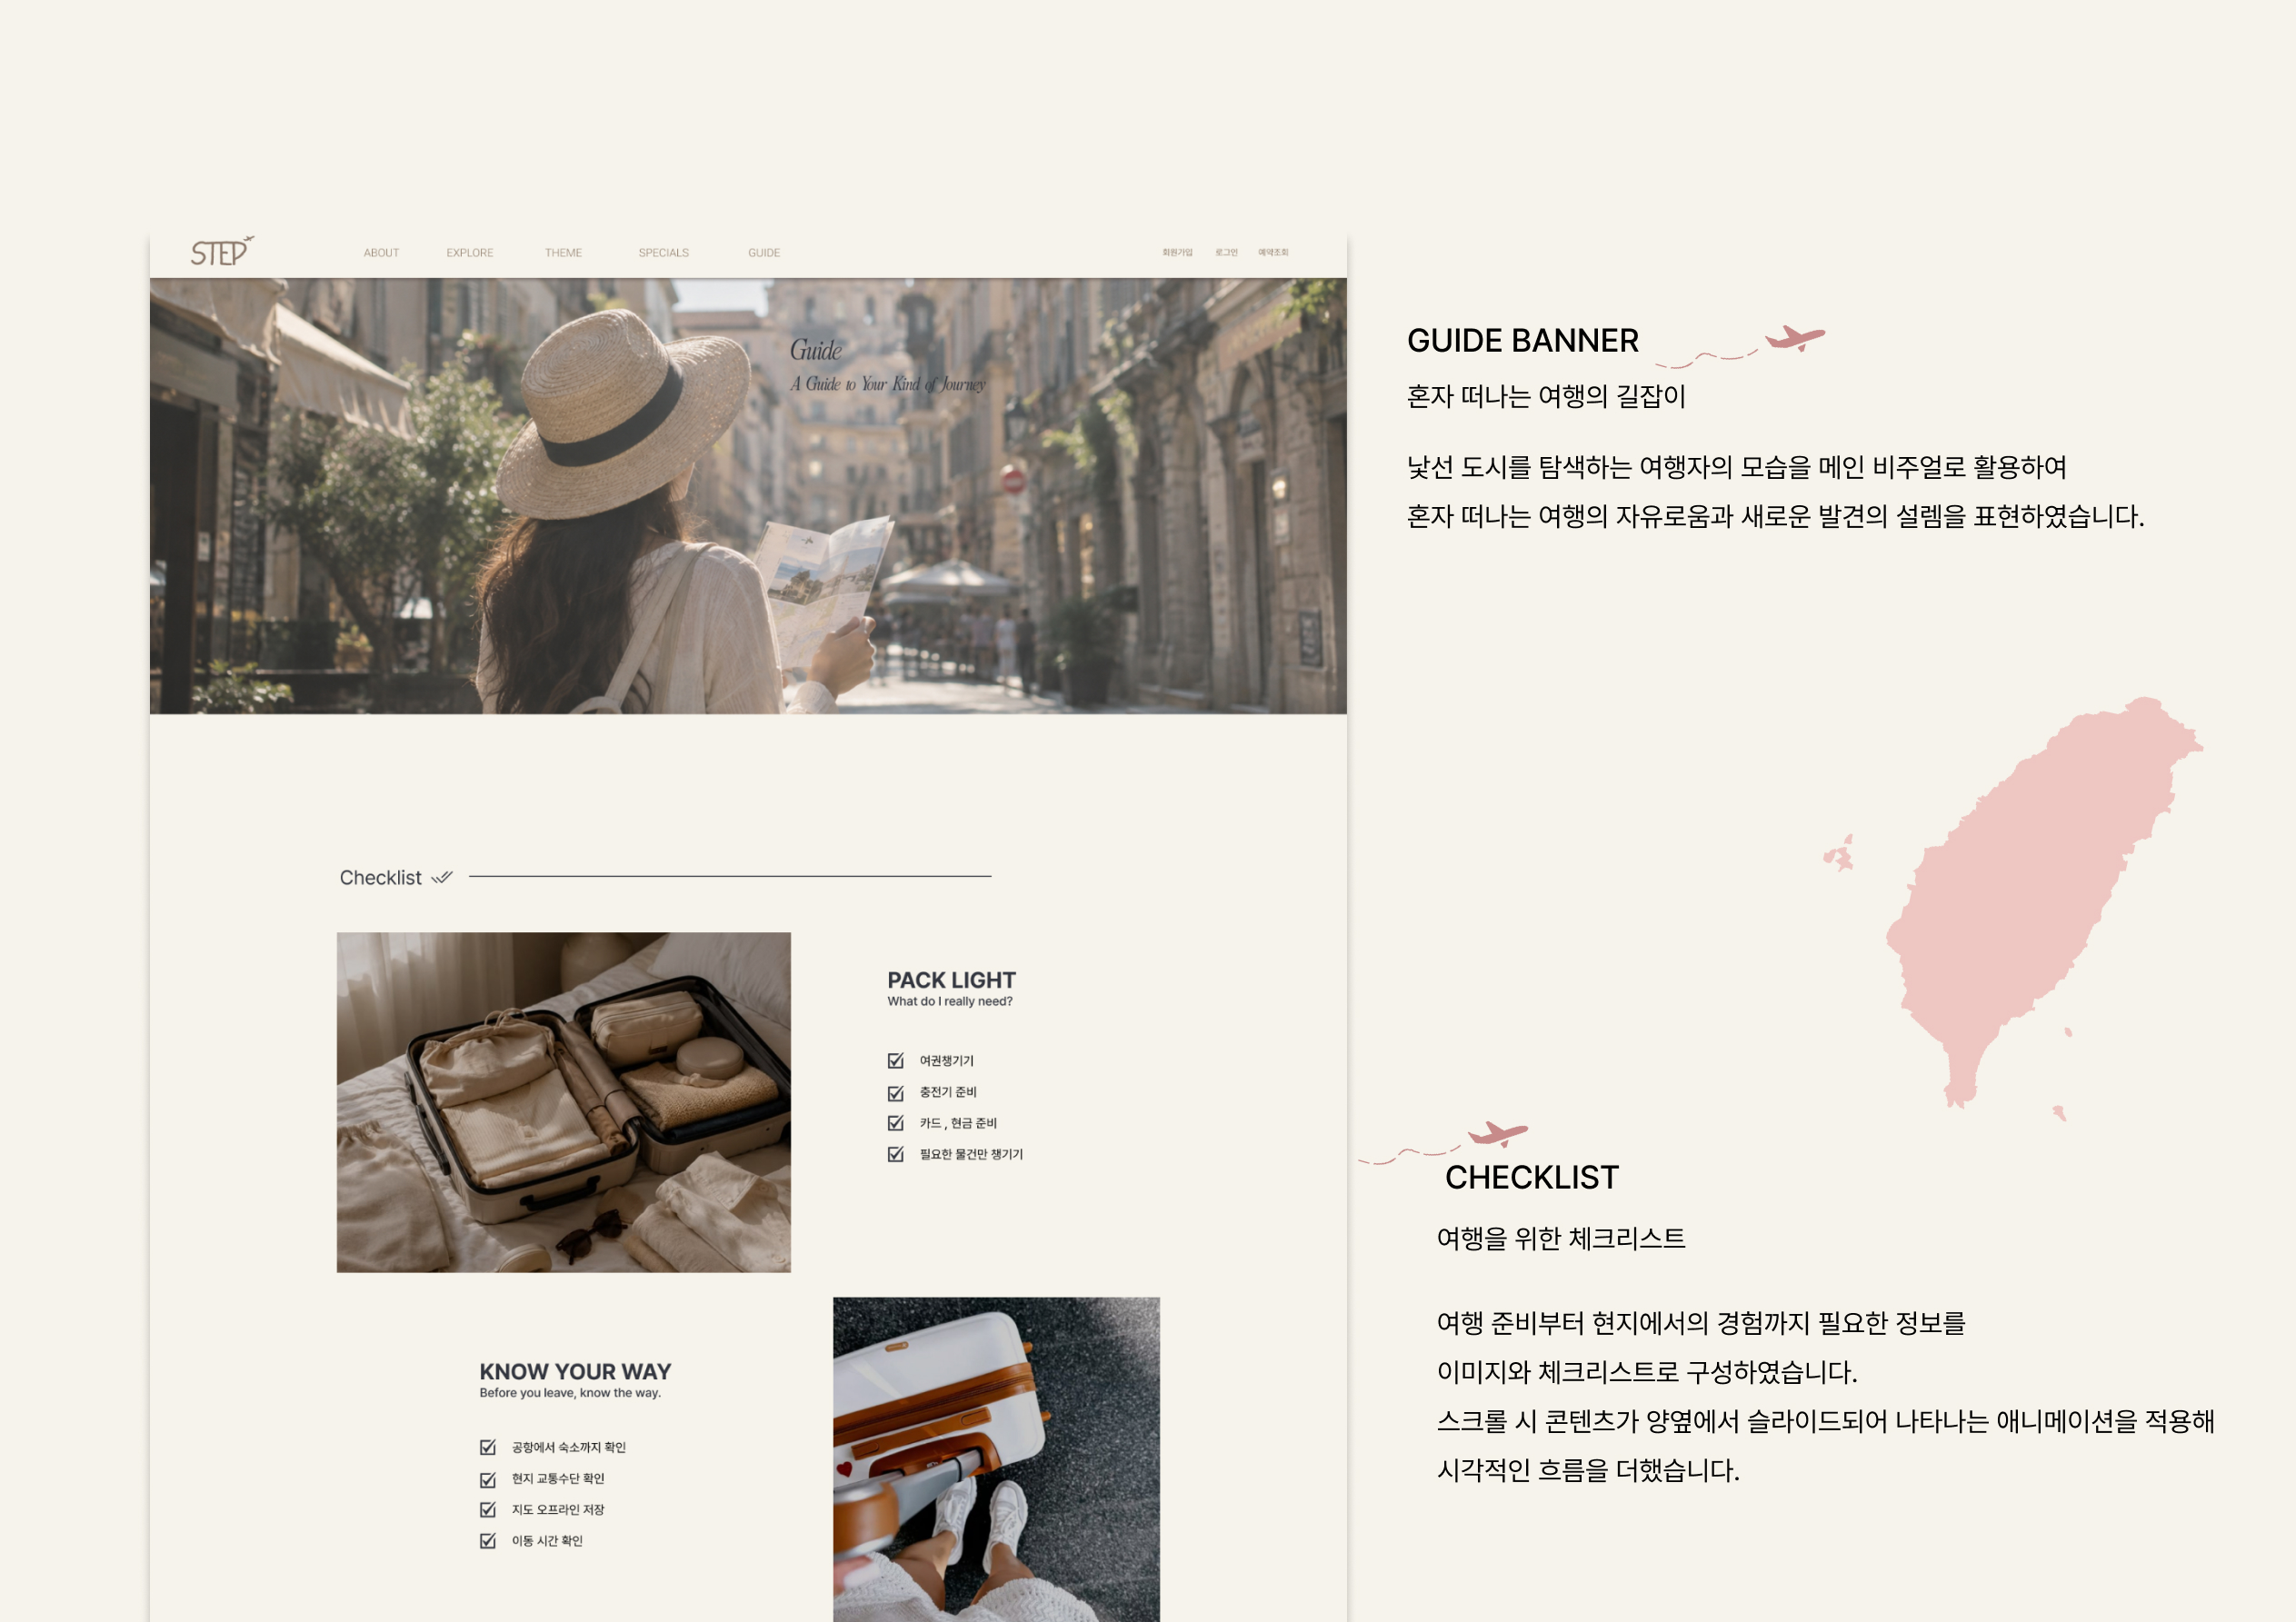 STEP
ABOUT EXPLORE THEME SPECIALS GUIDE 회원가입 로그인 예약조회
Guide
A Guide to Your Kind of Journey
GUIDE BANNER
혼자 떠나는 여행의 길잡이
낯선 도시를 탐색하는 여행자의 모습을 메인 비주얼로 활용하여
혼자 떠나는 여행의 자유로움과 새로운 발견의 설렘을 표현하였습니다.
Checklist
PACK LIGHT
What do I really need?
여권챙기기
충전기 준비
카드 , 현금 준비
필요한 물건만 챙기기
KNOW YOUR WAY
Before you leave, know the way.
공항에서 숙소까지 확인
현지 교통수단 확인
지도 오프라인 저장
이동 시간 확인
CHECKLIST
여행을 위한 체크리스트
여행 준비부터 현지에서의 경험까지 필요한 정보를
이미지와 체크리스트로 구성하였습니다.
스크롤 시 콘텐츠가 양옆에서 슬라이드되어 나타나는 애니메이션을 적용해
시각적인 흐름을 더했습니다.